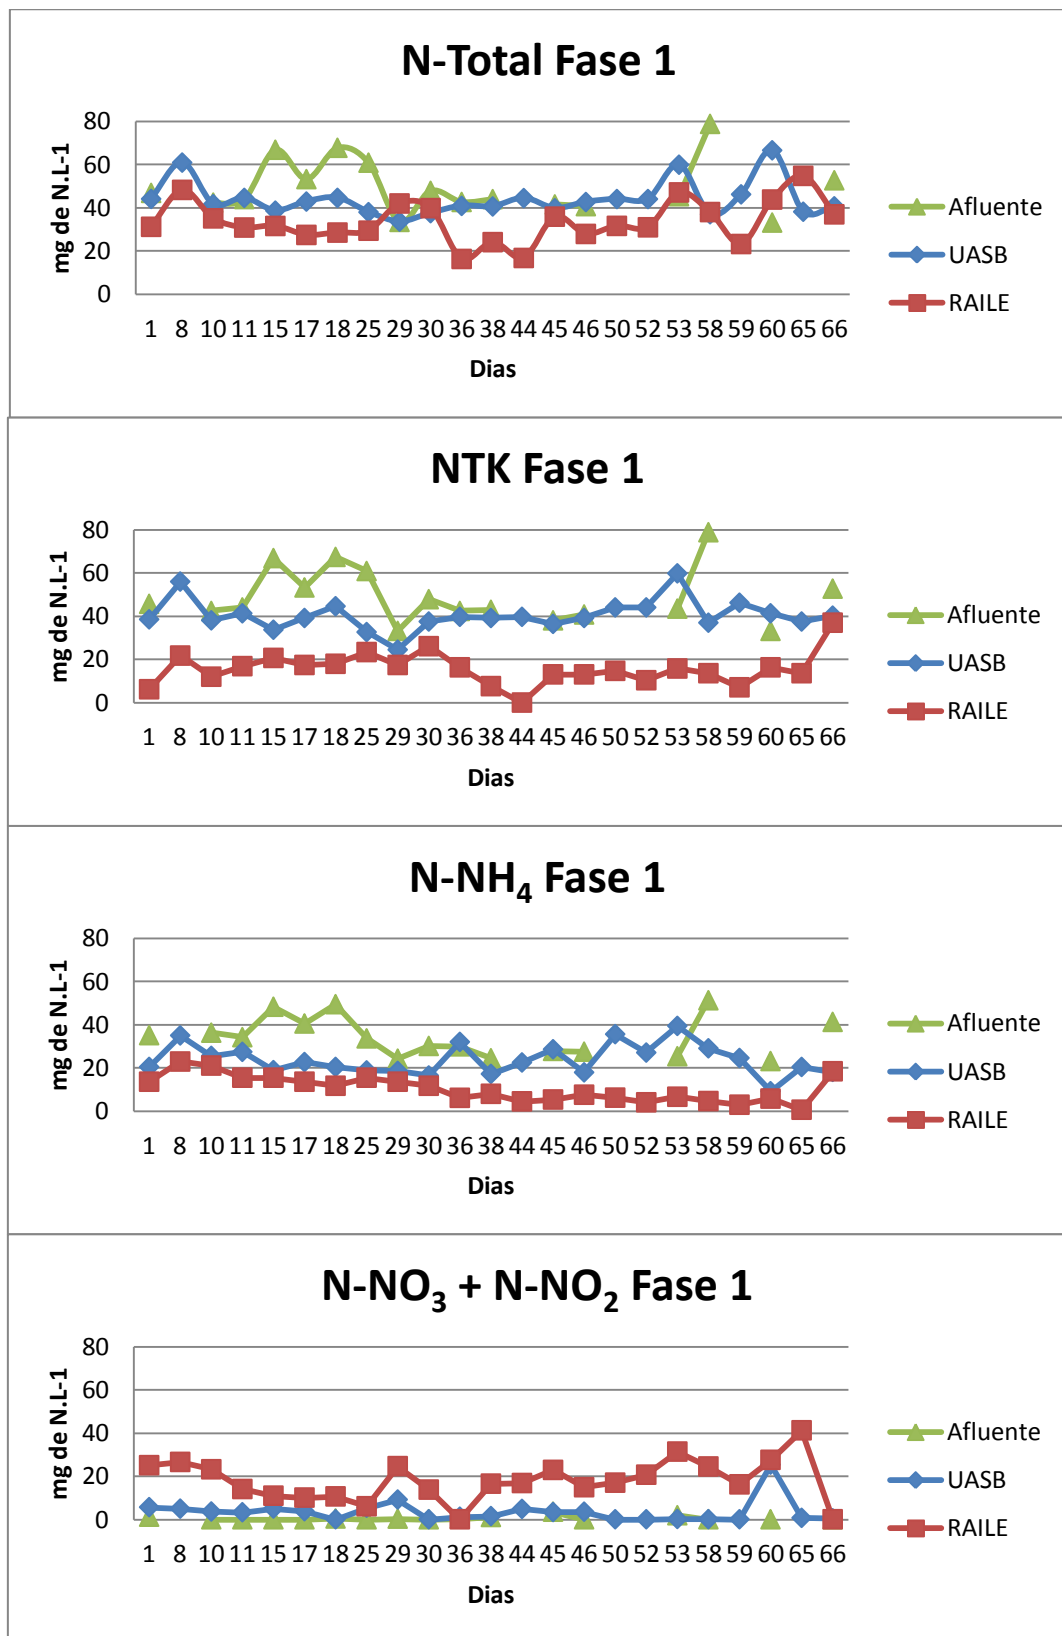 N-Total Fase 1
mg de N.L-1
80
60
40
20
0
1 8 10 11 15 17 18 25 29 30 36 38 44 45 46 50 52 53 58 59 60 65 66
Dias
Afluente
UASB
RAILE
NTK Fase 1
mg de N.L-1
80
60
40
20
0
1 8 10 11 15 17 18 25 29 30 36 38 44 45 46 50 52 53 58 59 60 65 66
Dias
Afluente
UASB
RAILE
N-NH₄ Fase 1
mg de N.L-1
80
60
40
20
0
1 8 10 11 15 17 18 25 29 30 36 38 44 45 46 50 52 53 58 59 60 65 66
Dias
Afluente
UASB
RAILE
N-NO₃ + N-NO₂ Fase 1
mg de N.L-1
80
60
40
20
0
1 8 10 11 15 17 18 25 29 30 36 38 44 45 46 50 52 53 58 59 60 65 66
Dias
Afluente
UASB
RAILE